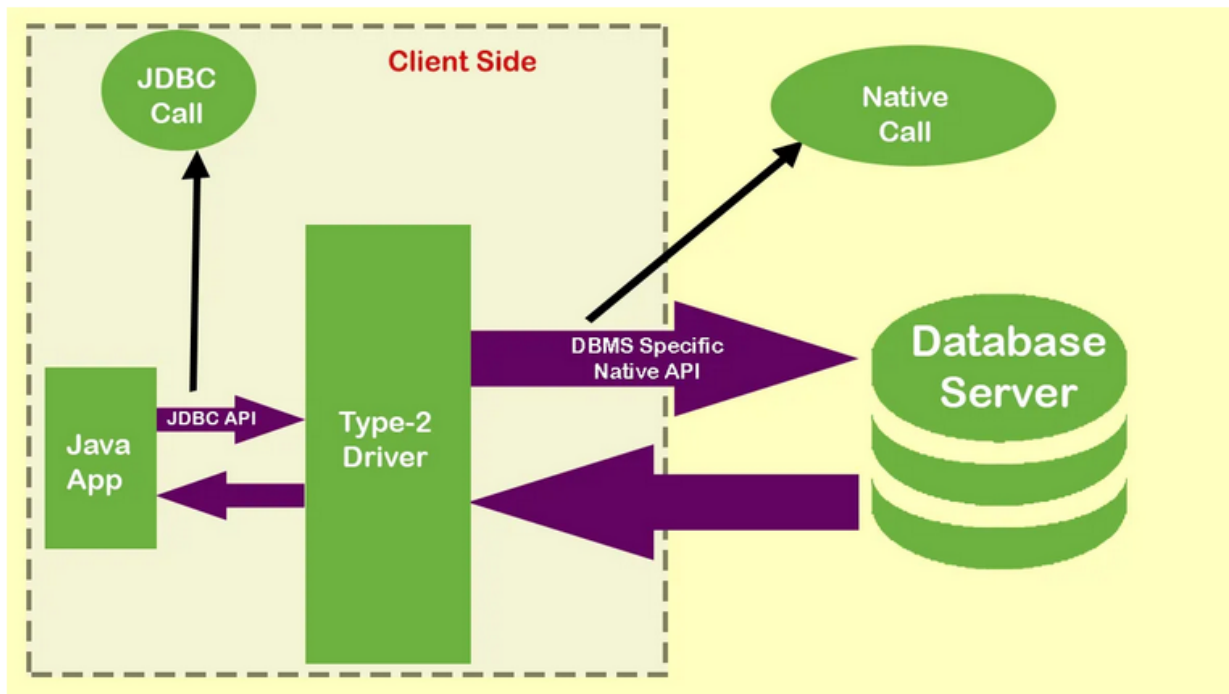 Client Side
JDBC
Call
Native
Call
DBMS Specific
Native API
Database
Server
JDBC API
Type-2
Driver
Java
App